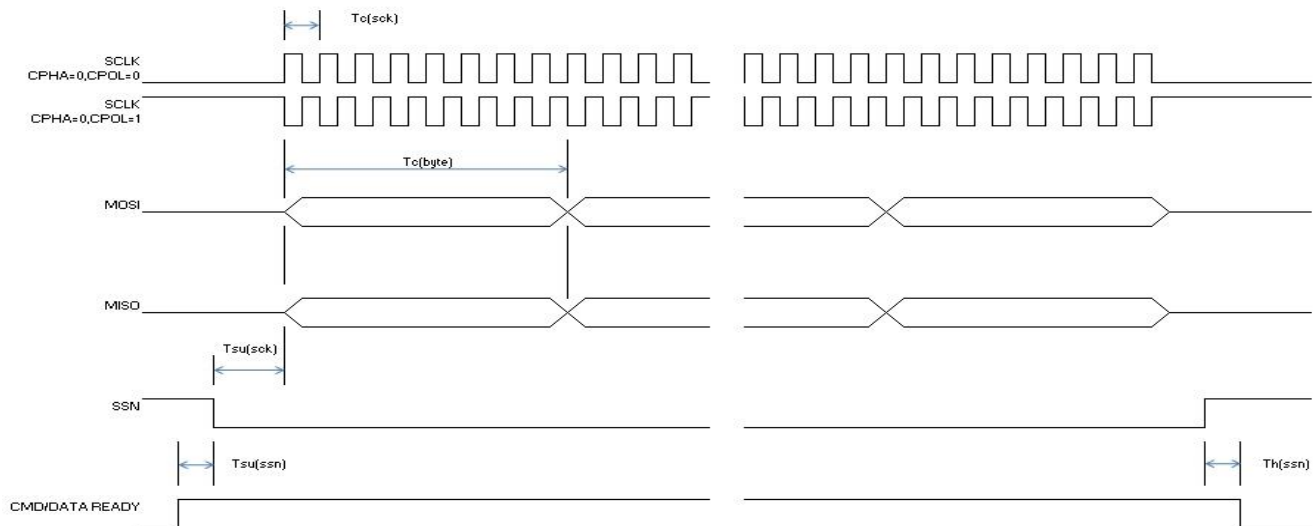 Tc(sck)
SCLK
CPHA=0,CPOL=0
SCLK
CPHA=0,CPOL=1
Tc(byte)
MOSI
MISO
Tsu(sck)
SSN
Tsu(ssn)
Th(ssn)
CMD/DATA READY